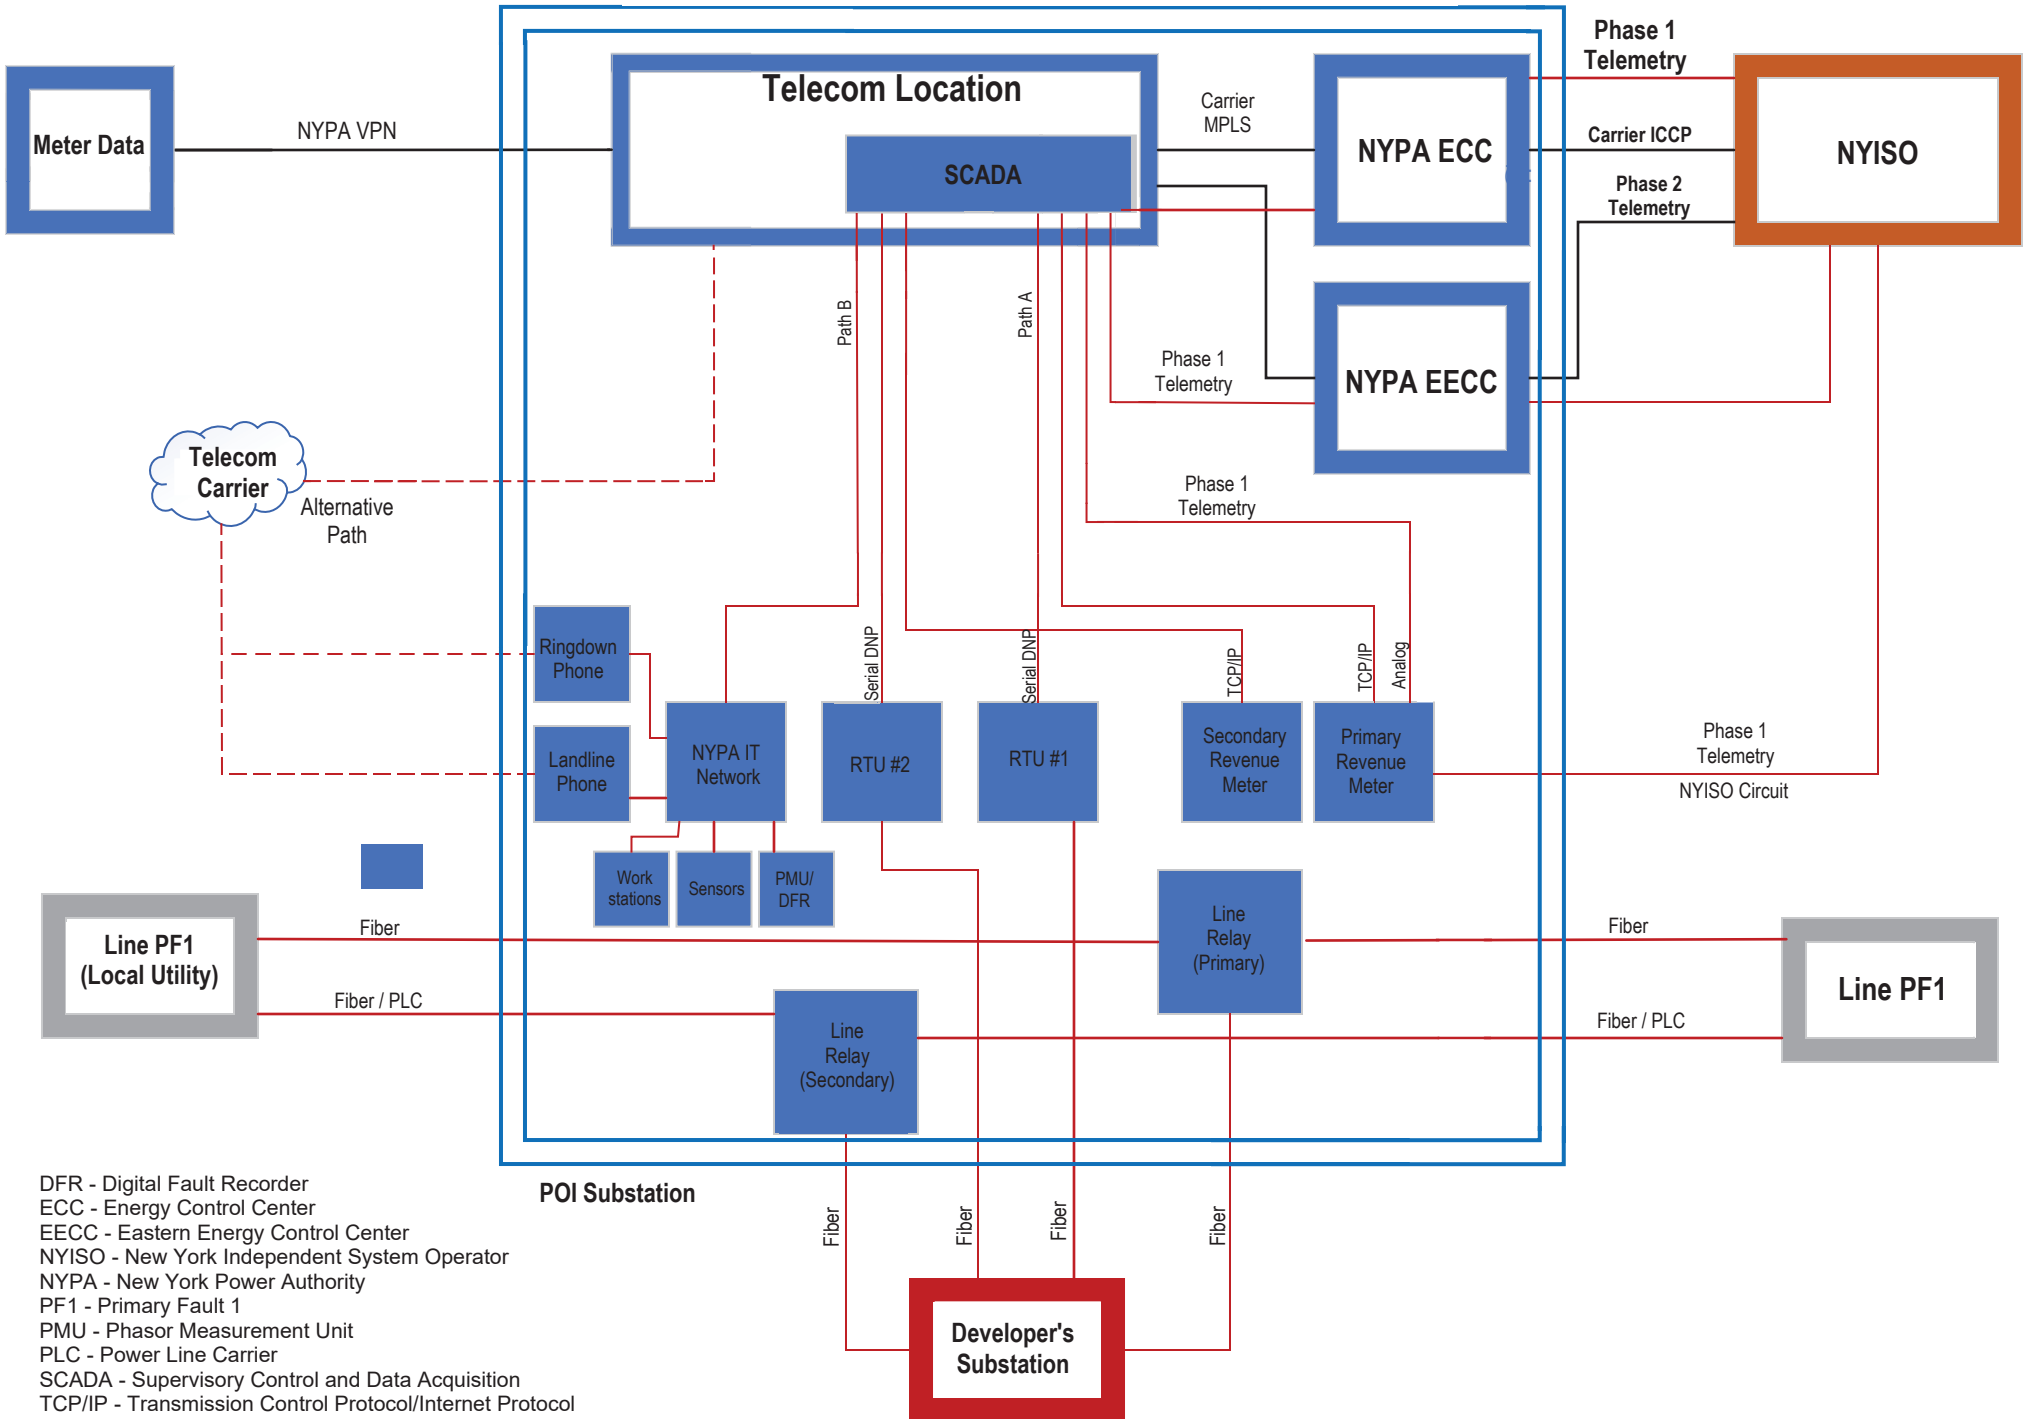 Phase 1
Telemetry
Telecom Location
Carrier
MPLS
NYPA VPN
Meter Data
SCADA
NYPA ECC
Carrier ICCP
NYISO
Phase 2
Telemetry
Path B
Path A
Phase 1
Telemetry
NYPA EECC
Telecom
Carrier
Alternative
Path
Phase 1
Telemetry
Ringdown
Phone
Serial DNP
Serial DNP
TCP/IP
TCP/IP
Analog
Landline
Phone
NYPA IT
Network
RTU #2
RTU #1
Secondary
Revenue
Meter
Primary
Revenue
Meter
Phase 1
Telemetry
NYISO Circuit
Work
stations
Sensors
PMU/
DFR
Line PF1
(Local Utility)
Fiber
Line
Relay
(Primary)
Fiber
Fiber / PLC
Line
Relay
(Secondary)
Fiber / PLC
Line PF1
POI Substation
Fiber
Fiber
Fiber
Fiber
Developer's
Substation
DFR - Digital Fault Recorder
ECC - Energy Control Center
EECC - Eastern Energy Control Center
NYISO - New York Independent System Operator
NYPA - New York Power Authority
PF1 - Primary Fault 1
PMU - Phasor Measurement Unit
PLC - Power Line Carrier
SCADA - Supervisory Control and Data Acquisition
TCP/IP - Transmission Control Protocol/Internet Protocol